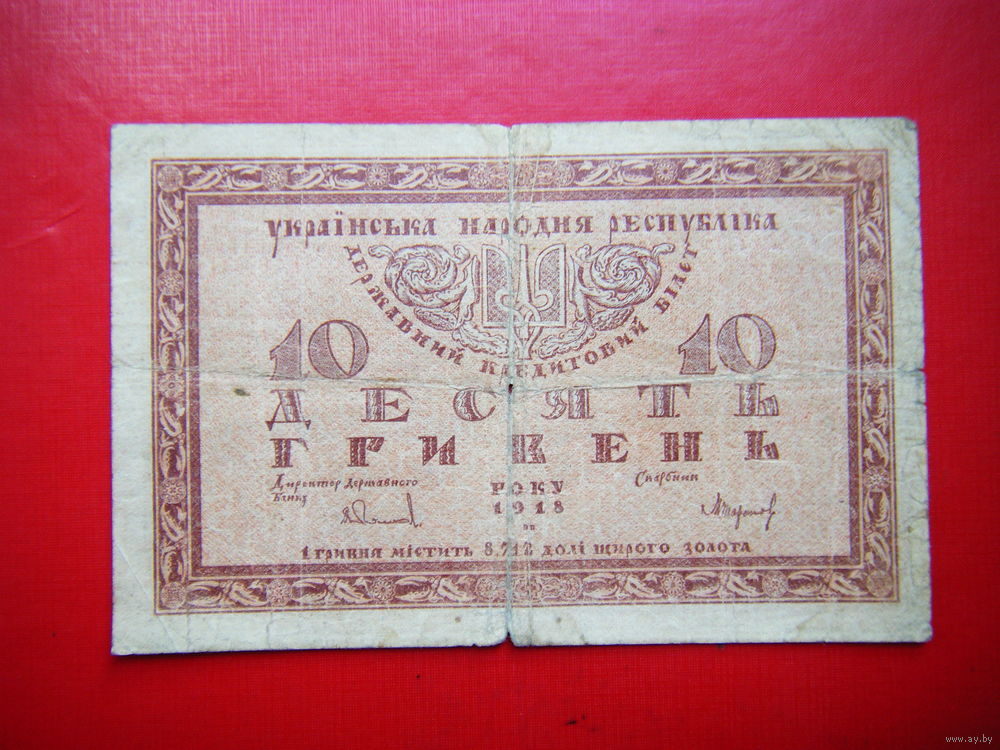 УКРАЇНСЬКА НАРОДНЯ РЕСПУБЛІКА
ДЕРЖАВНИЙ КРЕДИТОВИЙ БІЛЕТ
10 10
ДЕСЯТЬ
ГРИВЕНЬ
Директор Державного Банку
Скарбник
РОКУ
1918
1 ГРИВНЯ МІСТИТЬ 8,712 ДОЛІ ЩИРОГО ЗОЛОТА
www.ay.by